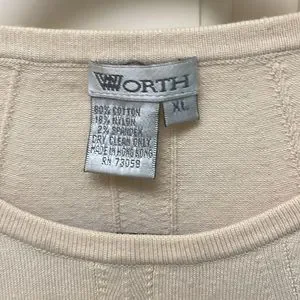 WORTH
XL
80% COTTON
18% NYLON
2% SPANDEX
DRY CLEAN ONLY
MADE IN HONG KONG
RN 73058